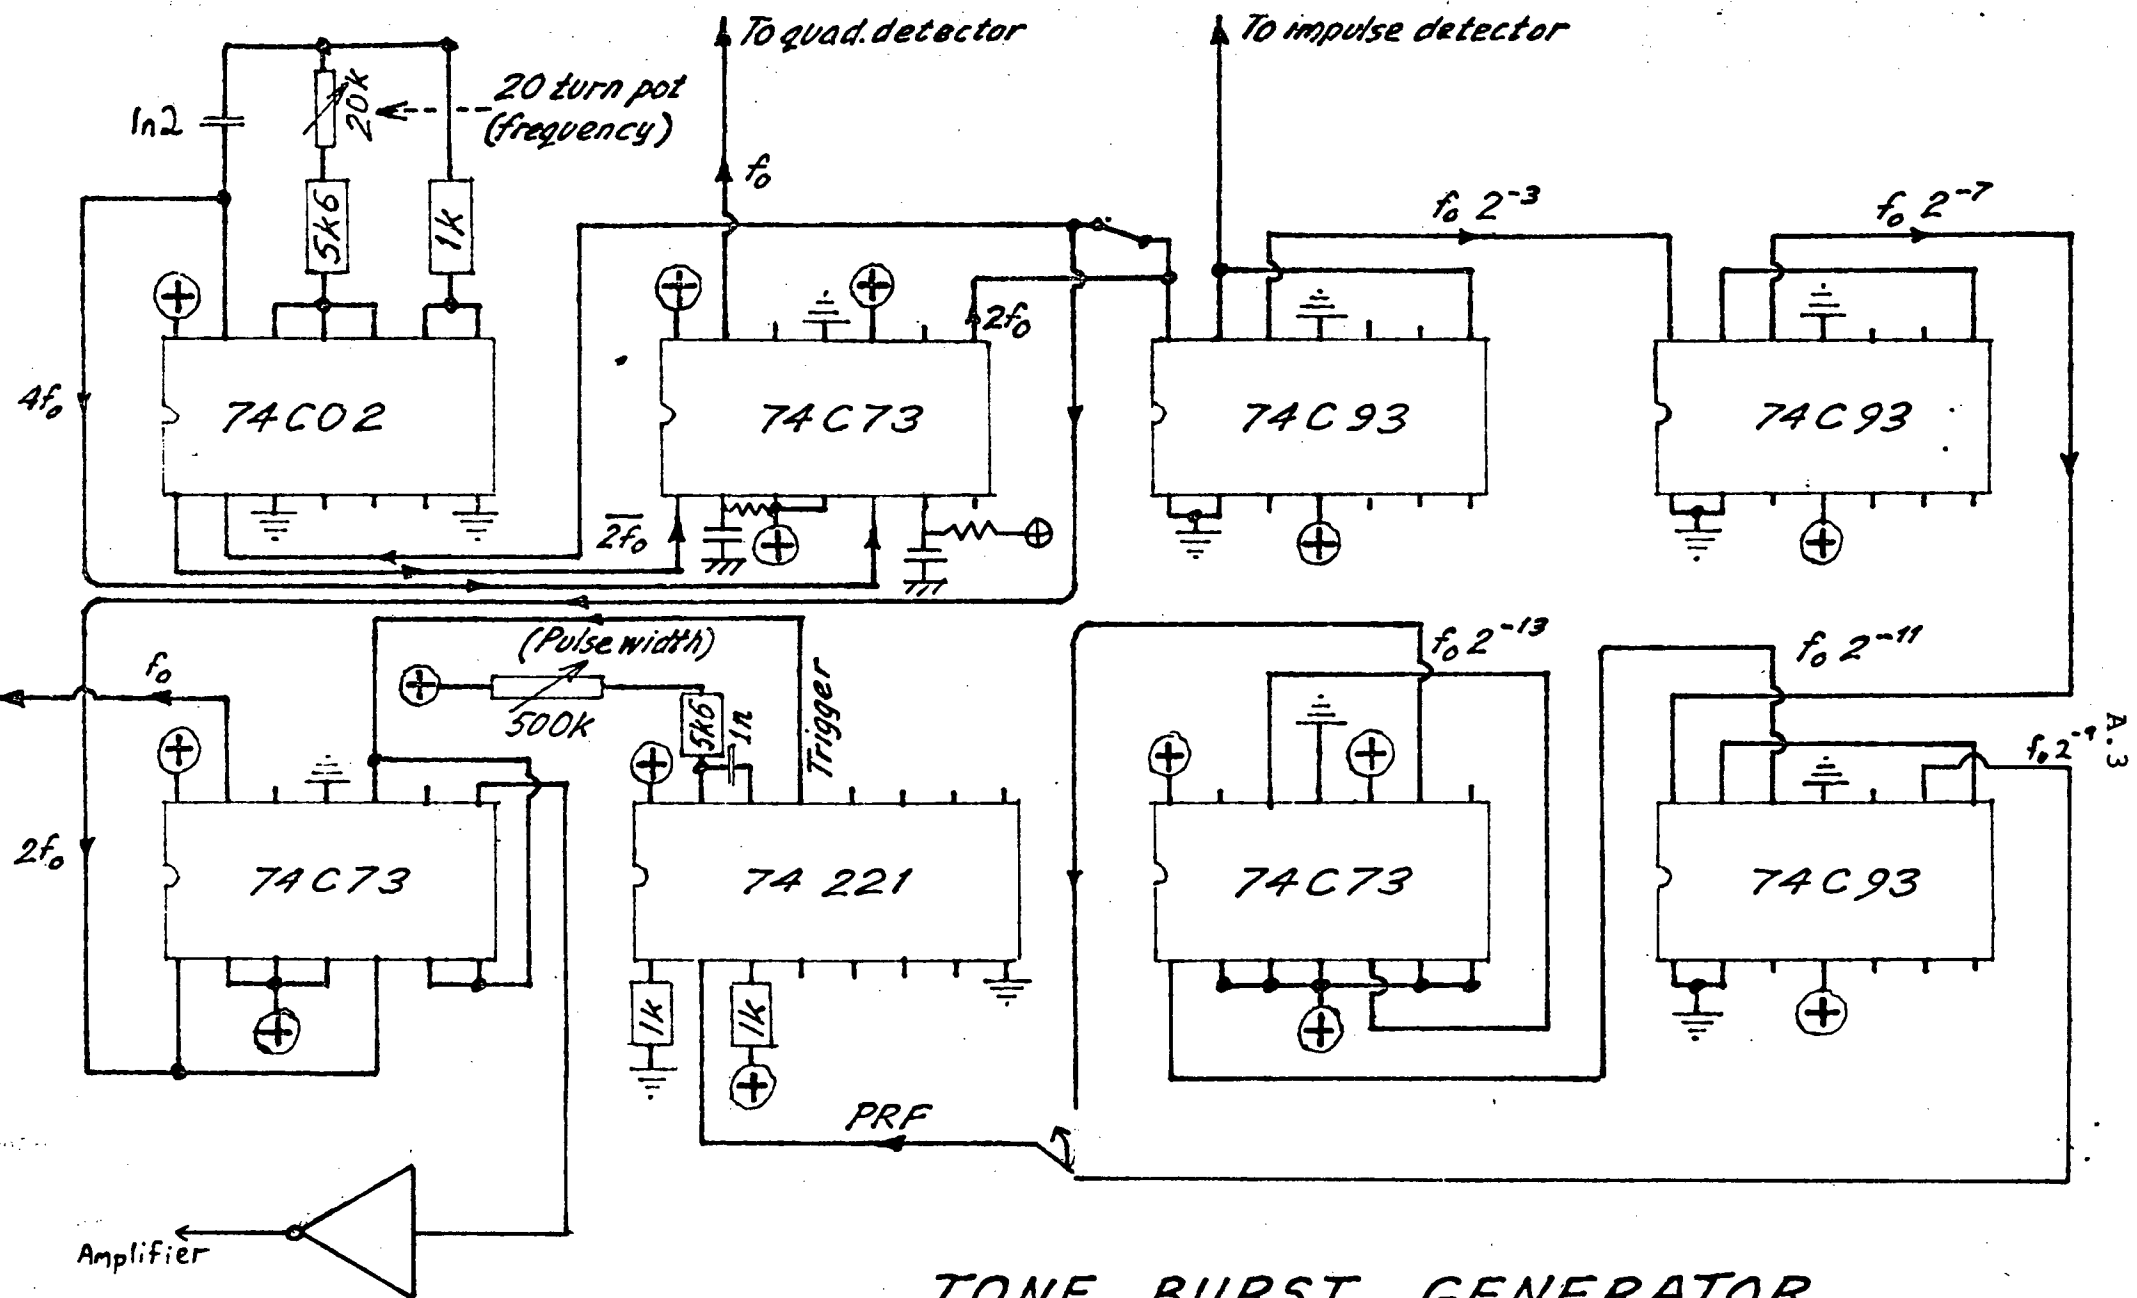 To quad. detector
To impulse detector
1n2
20k
20 turn pot
(frequency)
5k6
1k
f₀
f₀ 2⁻³
f₀ 2⁻⁷
2f₀
4f₀
74C02
74C73
74C93
74C93
2̅f̅₀̅
(Pulse width)
500k
5k6
1n
Trigger
f₀
f₀ 2⁻¹³
f₀ 2⁻¹¹
f₀ 2⁻⁹
A.3
2f₀
74C73
74 221
74C73
74C93
1k
1k
PRF
Amplifier
TONE BURST GENERATOR